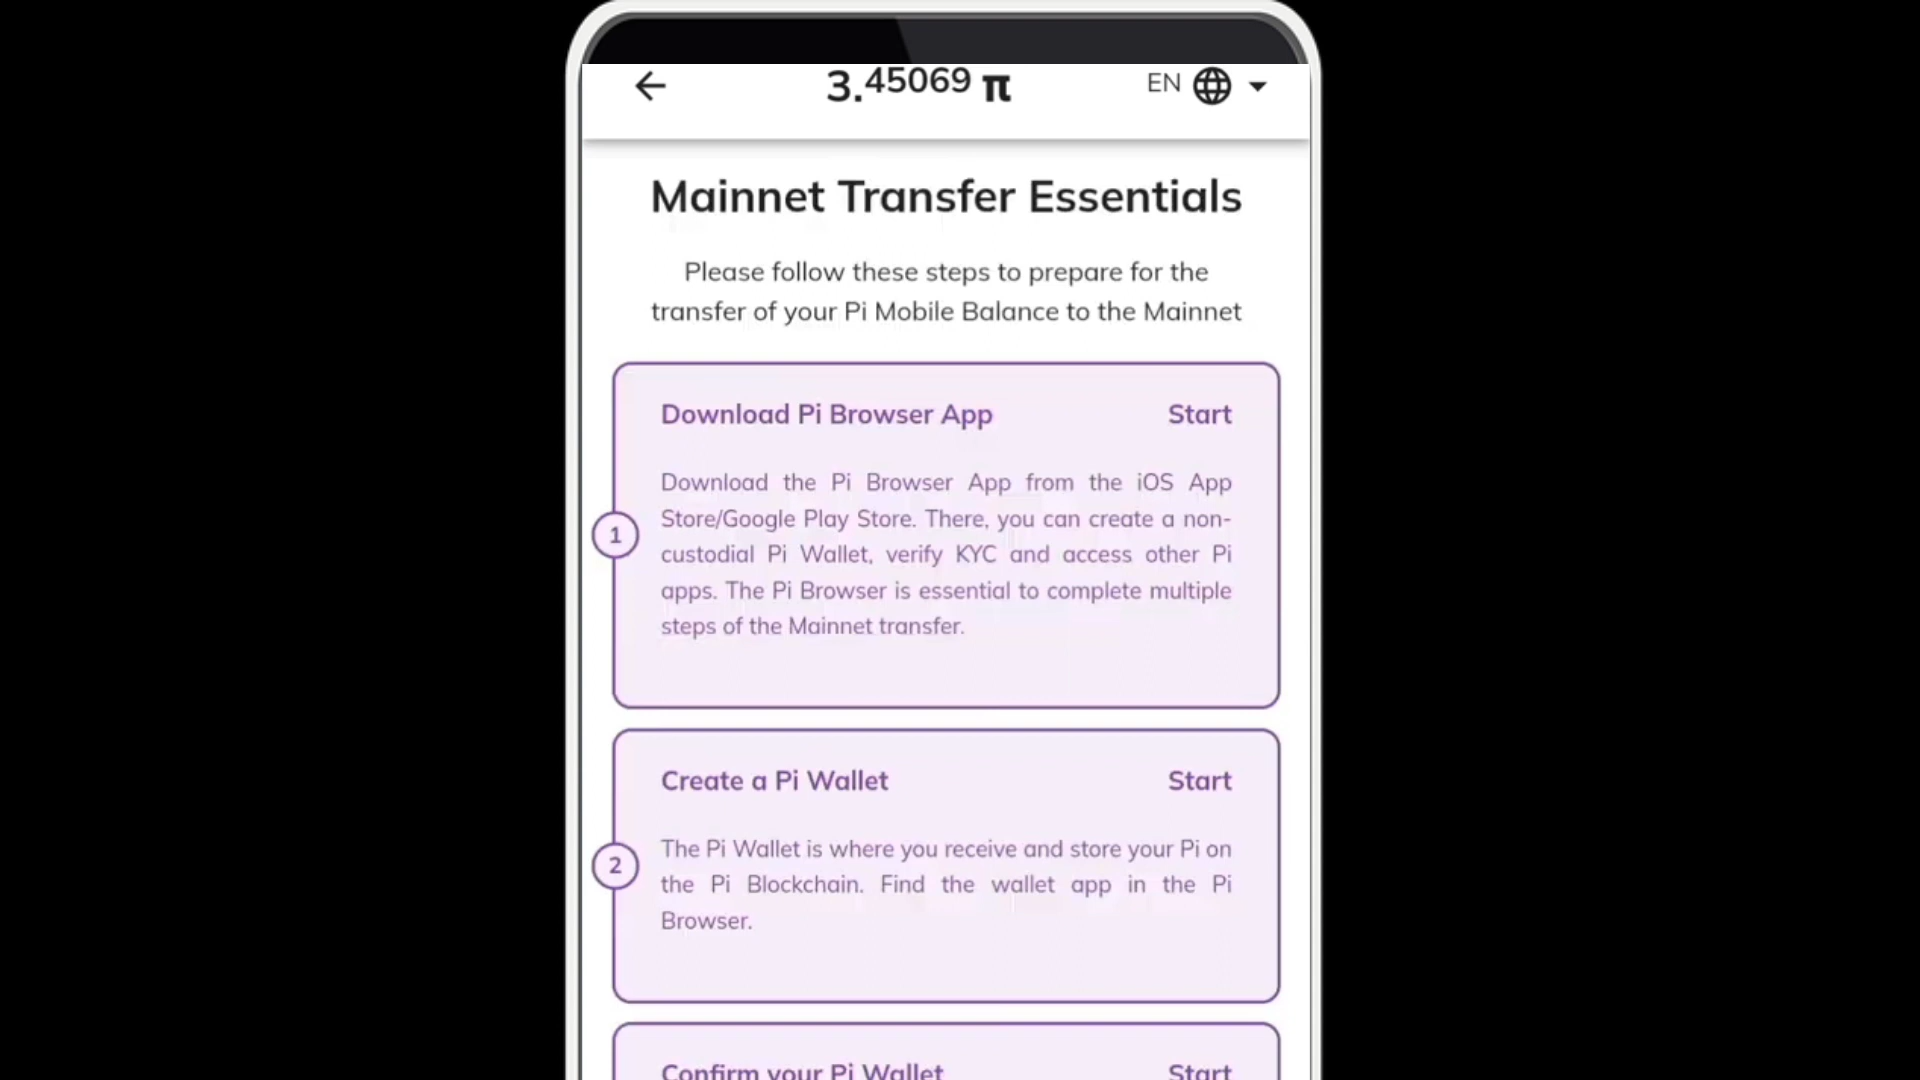 3.45069 π
EN
Mainnet Transfer Essentials
Please follow these steps to prepare for the
transfer of your Pi Mobile Balance to the Mainnet
Download Pi Browser App Start
Download the Pi Browser App from the iOS App
Store/Google Play Store. There, you can create a non-
custodial Pi Wallet, verify KYC and access other Pi
1
apps. The Pi Browser is essential to complete multiple
steps of the Mainnet transfer.
Create a Pi Wallet Start
The Pi Wallet is where you receive and store your Pi on
2
the Pi Blockchain. Find the wallet app in the Pi
Browser.
Confirm your Pi Wallet Start